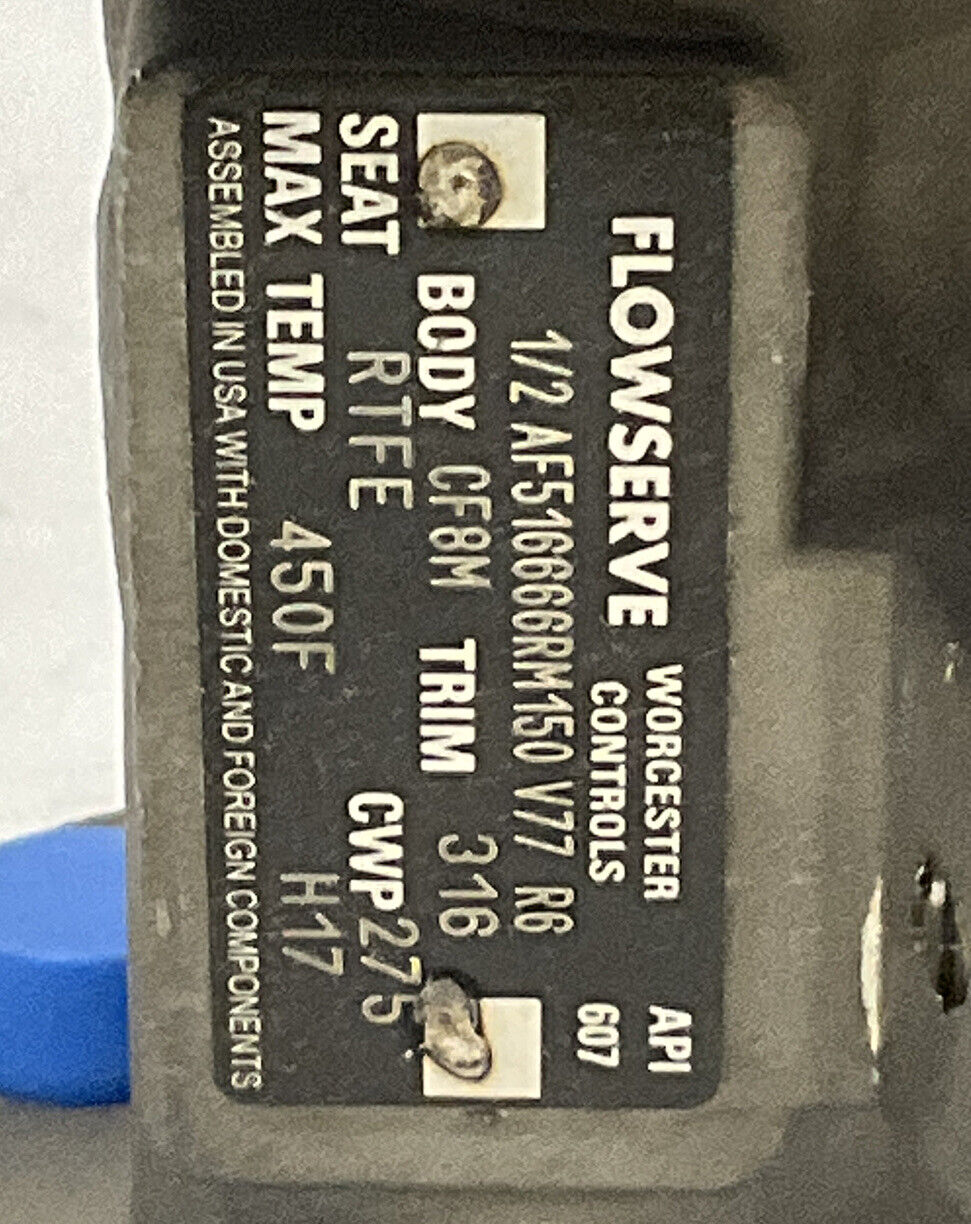 FLOWSERVE WORCESTER CONTROLS API 607
1/2 AF516666RM150 V77 R6
BODY CF8M TRIM 316
SEAT RTFE CWP 275
MAX TEMP 450F H17
ASSEMBLED IN USA WITH DOMESTIC AND FOREIGN COMPONENTS